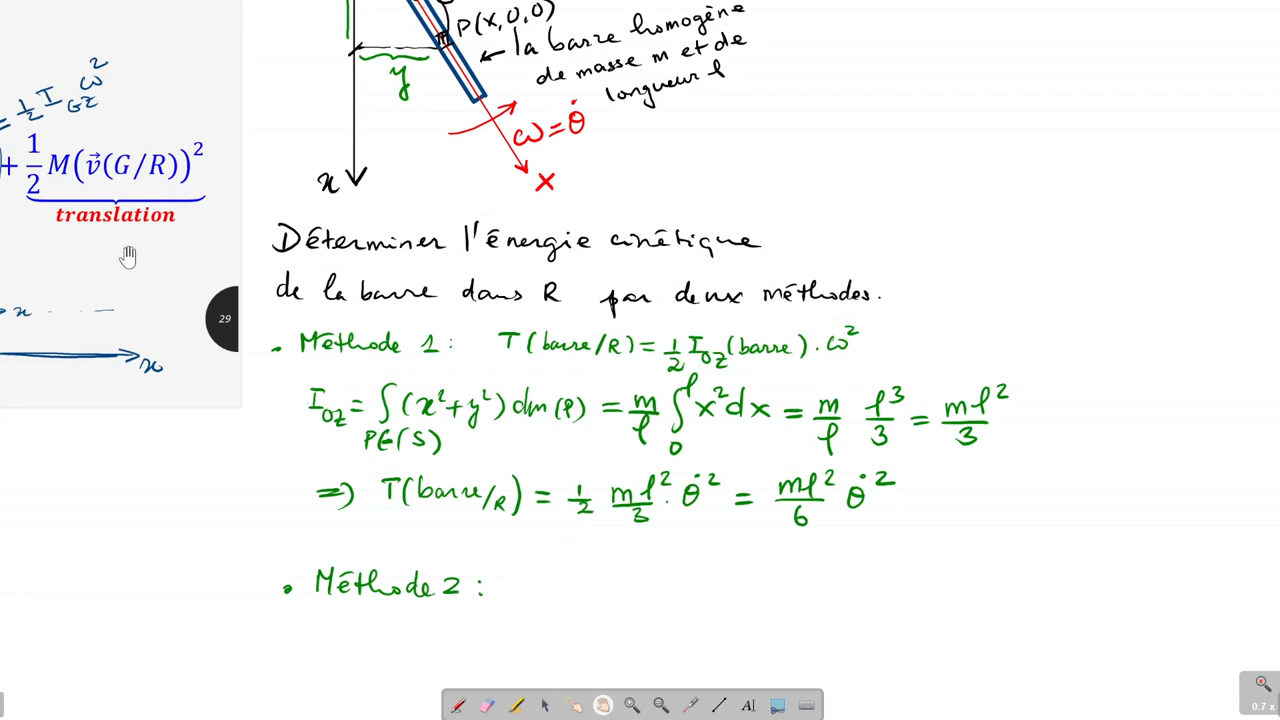 P(X,0,0)
la barre homogène
de masse m et de
longueur l
y
ω = θ̇
X
x
= 1/2 I_GZ ω²
+ 1/2 M(v⃗(G/R))²
translation
x
29
x
Déterminer l'énergie cinétique
de la barre dans R par deux méthodes.
• Méthode 1 : T(barre/R) = 1/2 I_OZ (barre) . ω²
I_OZ = ∫_{P∈(S)} (x²+y²) dm(P) = m/l ∫_0^l X² dX = m/l l³/3 = ml²/3
=> T(barre/R) = 1/2 ml²/3 . θ̇² = ml²/6 θ̇²
• Méthode 2 :
AI
0.7 x